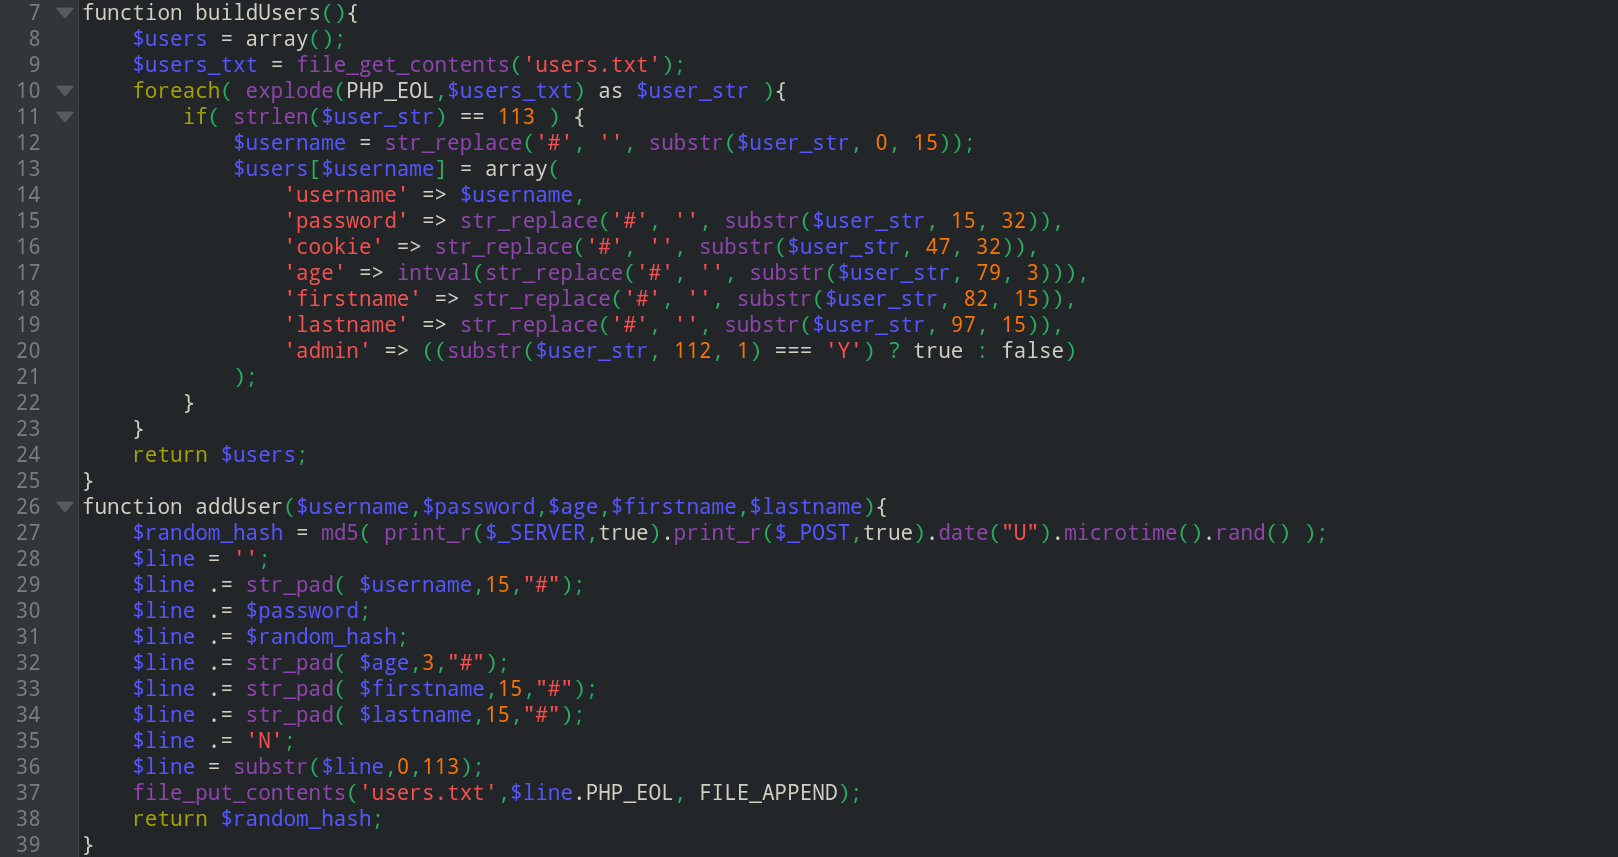 7 function buildUsers(){
8     $users = array();
9     $users_txt = file_get_contents('users.txt');
10     foreach( explode(PHP_EOL,$users_txt) as $user_str ){
11         if( strlen($user_str) == 113 ) {
12             $username = str_replace('#', '', substr($user_str, 0, 15));
13             $users[$username] = array(
14                 'username' => $username,
15                 'password' => str_replace('#', '', substr($user_str, 15, 32)),
16                 'cookie' => str_replace('#', '', substr($user_str, 47, 32)),
17                 'age' => intval(str_replace('#', '', substr($user_str, 79, 3))),
18                 'firstname' => str_replace('#', '', substr($user_str, 82, 15)),
19                 'lastname' => str_replace('#', '', substr($user_str, 97, 15)),
20                 'admin' => ((substr($user_str, 112, 1) === 'Y') ? true : false)
21             );
22         }
23     }
24     return $users;
25 }
26 function addUser($username,$password,$age,$firstname,$lastname){
27     $random_hash = md5( print_r($_SERVER,true).print_r($_POST,true).date("U").microtime().rand() );
28     $line = '';
29     $line .= str_pad( $username,15,"#");
30     $line .= $password;
31     $line .= $random_hash;
32     $line .= str_pad( $age,3,"#");
33     $line .= str_pad( $firstname,15,"#");
34     $line .= str_pad( $lastname,15,"#");
35     $line .= 'N';
36     $line = substr($line,0,113);
37     file_put_contents('users.txt',$line.PHP_EOL, FILE_APPEND);
38     return $random_hash;
39 }